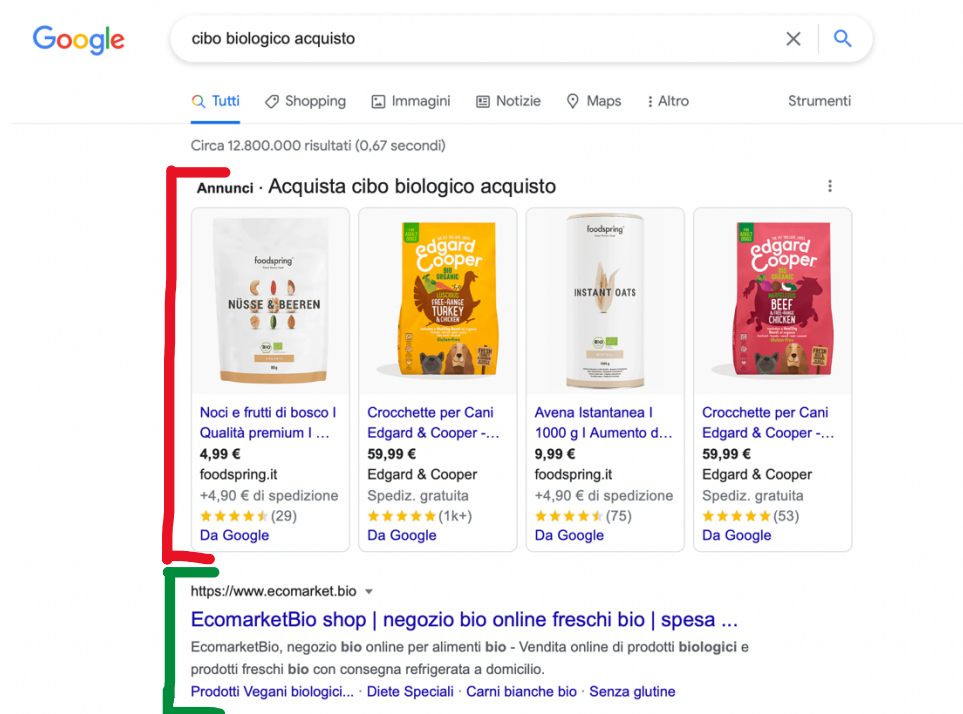 Google
cibo biologico acquisto
Tutti Shopping Immagini Notizie Maps Altro Strumenti
Circa 12.800.000 risultati (0,67 secondi)
Annunci · Acquista cibo biologico acquisto
foodspring
NÜSSE & BEEREN
BIO
Edgard
Cooper
BIO
ORGANIC
LUSCIOUS
FREE-RANGE
TURKEY
& CHICKEN
foodspring
INSTANT OATS
BIO
Edgard
Cooper
BIO
ORGANIC
BEEF
& FREE-RANGE
CHICKEN
Noci e frutti di bosco I
Qualità premium I ...
4,99 €
foodspring.it
+4,90 € di spedizione
(29)
Da Google
Crocchette per Cani
Edgard & Cooper -...
59,99 €
Edgard & Cooper
Spediz. gratuita
(1k+)
Da Google
Avena Istantanea I
1000 g I Aumento d...
9,99 €
foodspring.it
+4,90 € di spedizione
(75)
Da Google
Crocchette per Cani
Edgard & Cooper -...
59,99 €
Edgard & Cooper
Spediz. gratuita
(53)
Da Google
https://www.ecomarket.bio
EcomarketBio shop | negozio bio online freschi bio | spesa ...
EcomarketBio, negozio bio online per alimenti bio - Vendita online di prodotti biologici e
prodotti freschi bio con consegna refrigerata a domicilio.
Prodotti Vegani biologici... · Diete Speciali · Carni bianche bio · Senza glutine